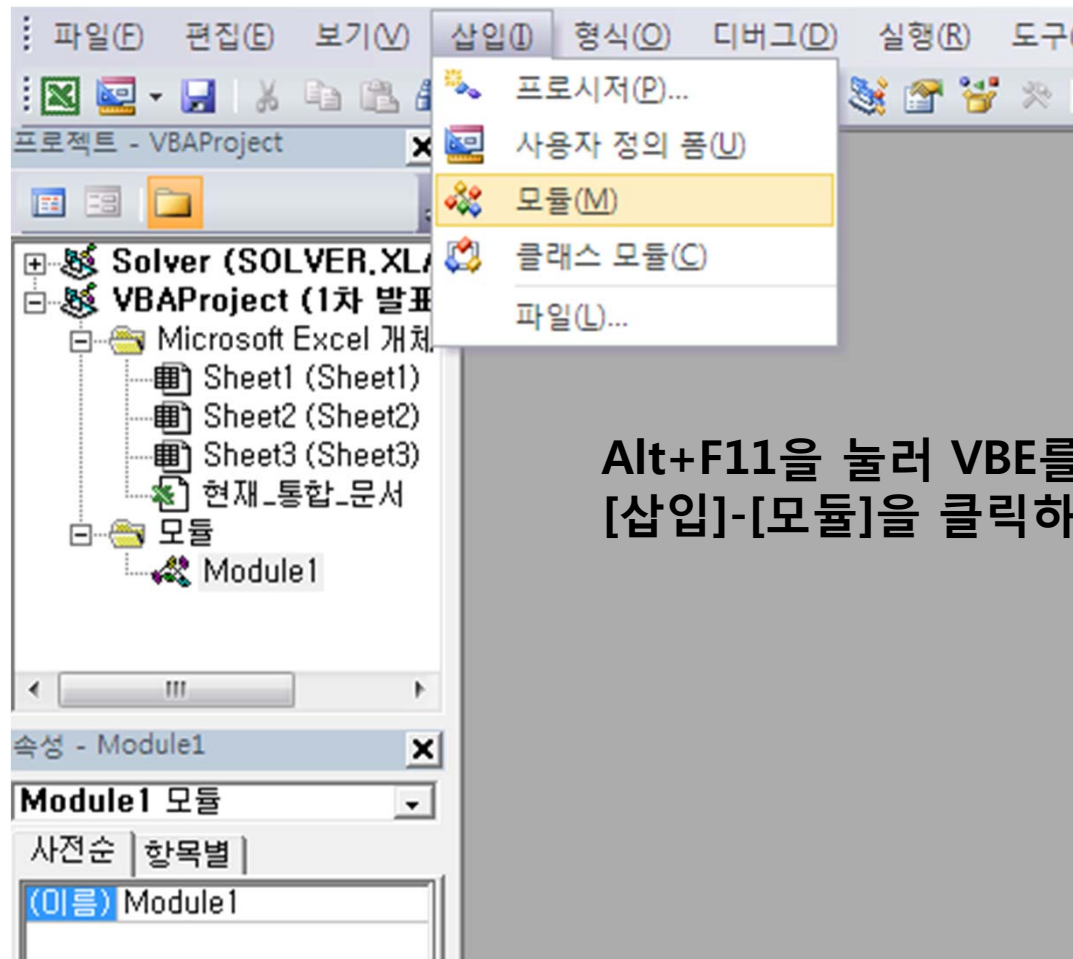 파일(F) 편집(E) 보기(V) 삽입(I) 형식(O) 디버그(D) 실행(R) 도구(
프로시저(P)...
사용자 정의 폼(U)
모듈(M)
클래스 모듈(C)
파일(L)...
프로젝트 - VBAProject
Solver (SOLVER.XLA
VBAProject (1차 발표
Microsoft Excel 개체
Sheet1 (Sheet1)
Sheet2 (Sheet2)
Sheet3 (Sheet3)
현재_통합_문서
모듈
Module1
Alt+F11을 눌러 VBE를
[삽입]-[모듈]을 클릭하
속성 - Module1
Module1 모듈
사전순 항목별
(이름) Module1